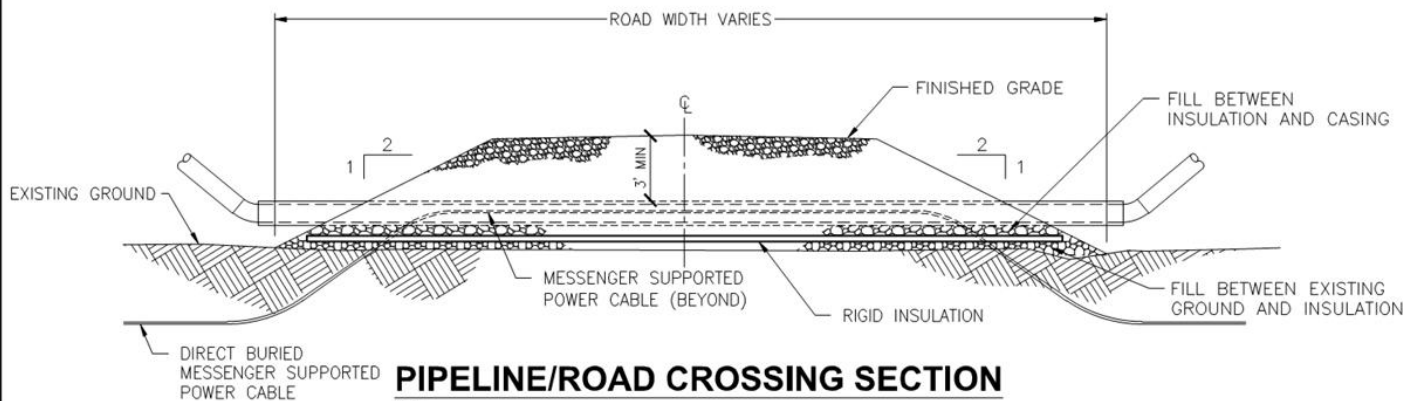 ROAD WIDTH VARIES
FINISHED GRADE
℄
FILL BETWEEN
INSULATION AND CASING
2
1
3' MIN
2
1
EXISTING GROUND
MESSENGER SUPPORTED
POWER CABLE (BEYOND)
RIGID INSULATION
FILL BETWEEN EXISTING
GROUND AND INSULATION
DIRECT BURIED
MESSENGER SUPPORTED
POWER CABLE
PIPELINE/ROAD CROSSING SECTION